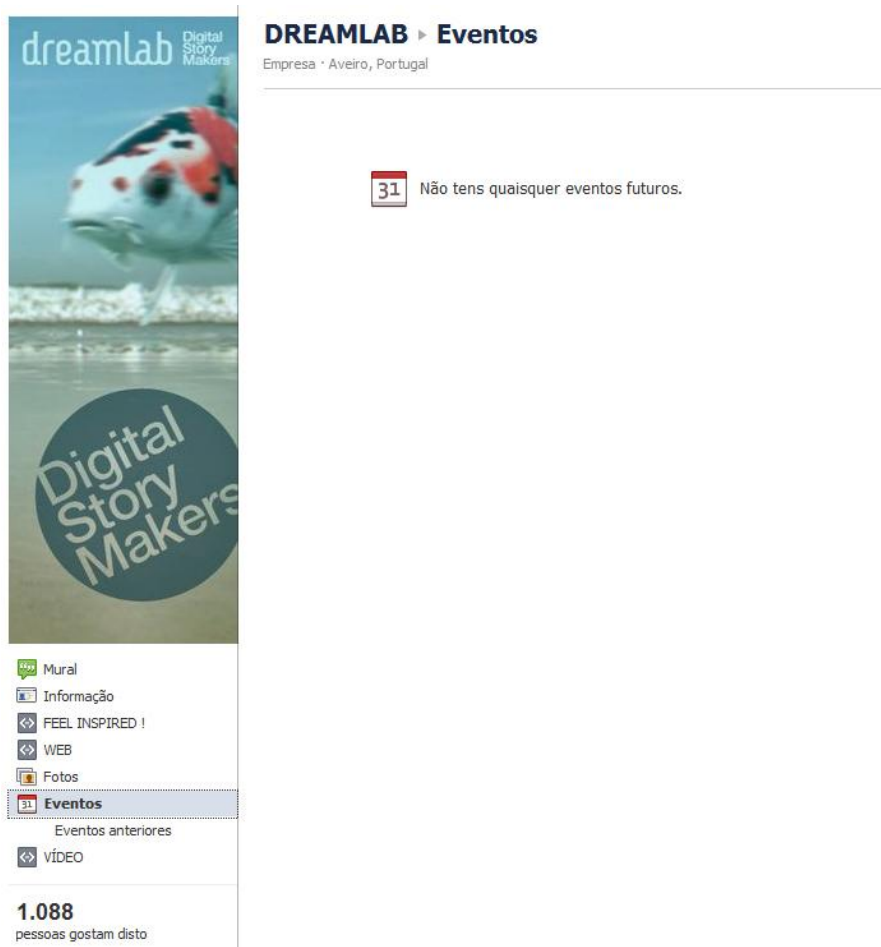 dreamlab Digital
Story
Makers
DREAMLAB ▸ Eventos
Empresa · Aveiro, Portugal
31 Não tens quaisquer eventos futuros.
Digital
Story
Makers
Mural
Informação
FEEL INSPIRED !
WEB
Fotos
31 Eventos
Eventos anteriores
VÍDEO
1.088
pessoas gostam disto